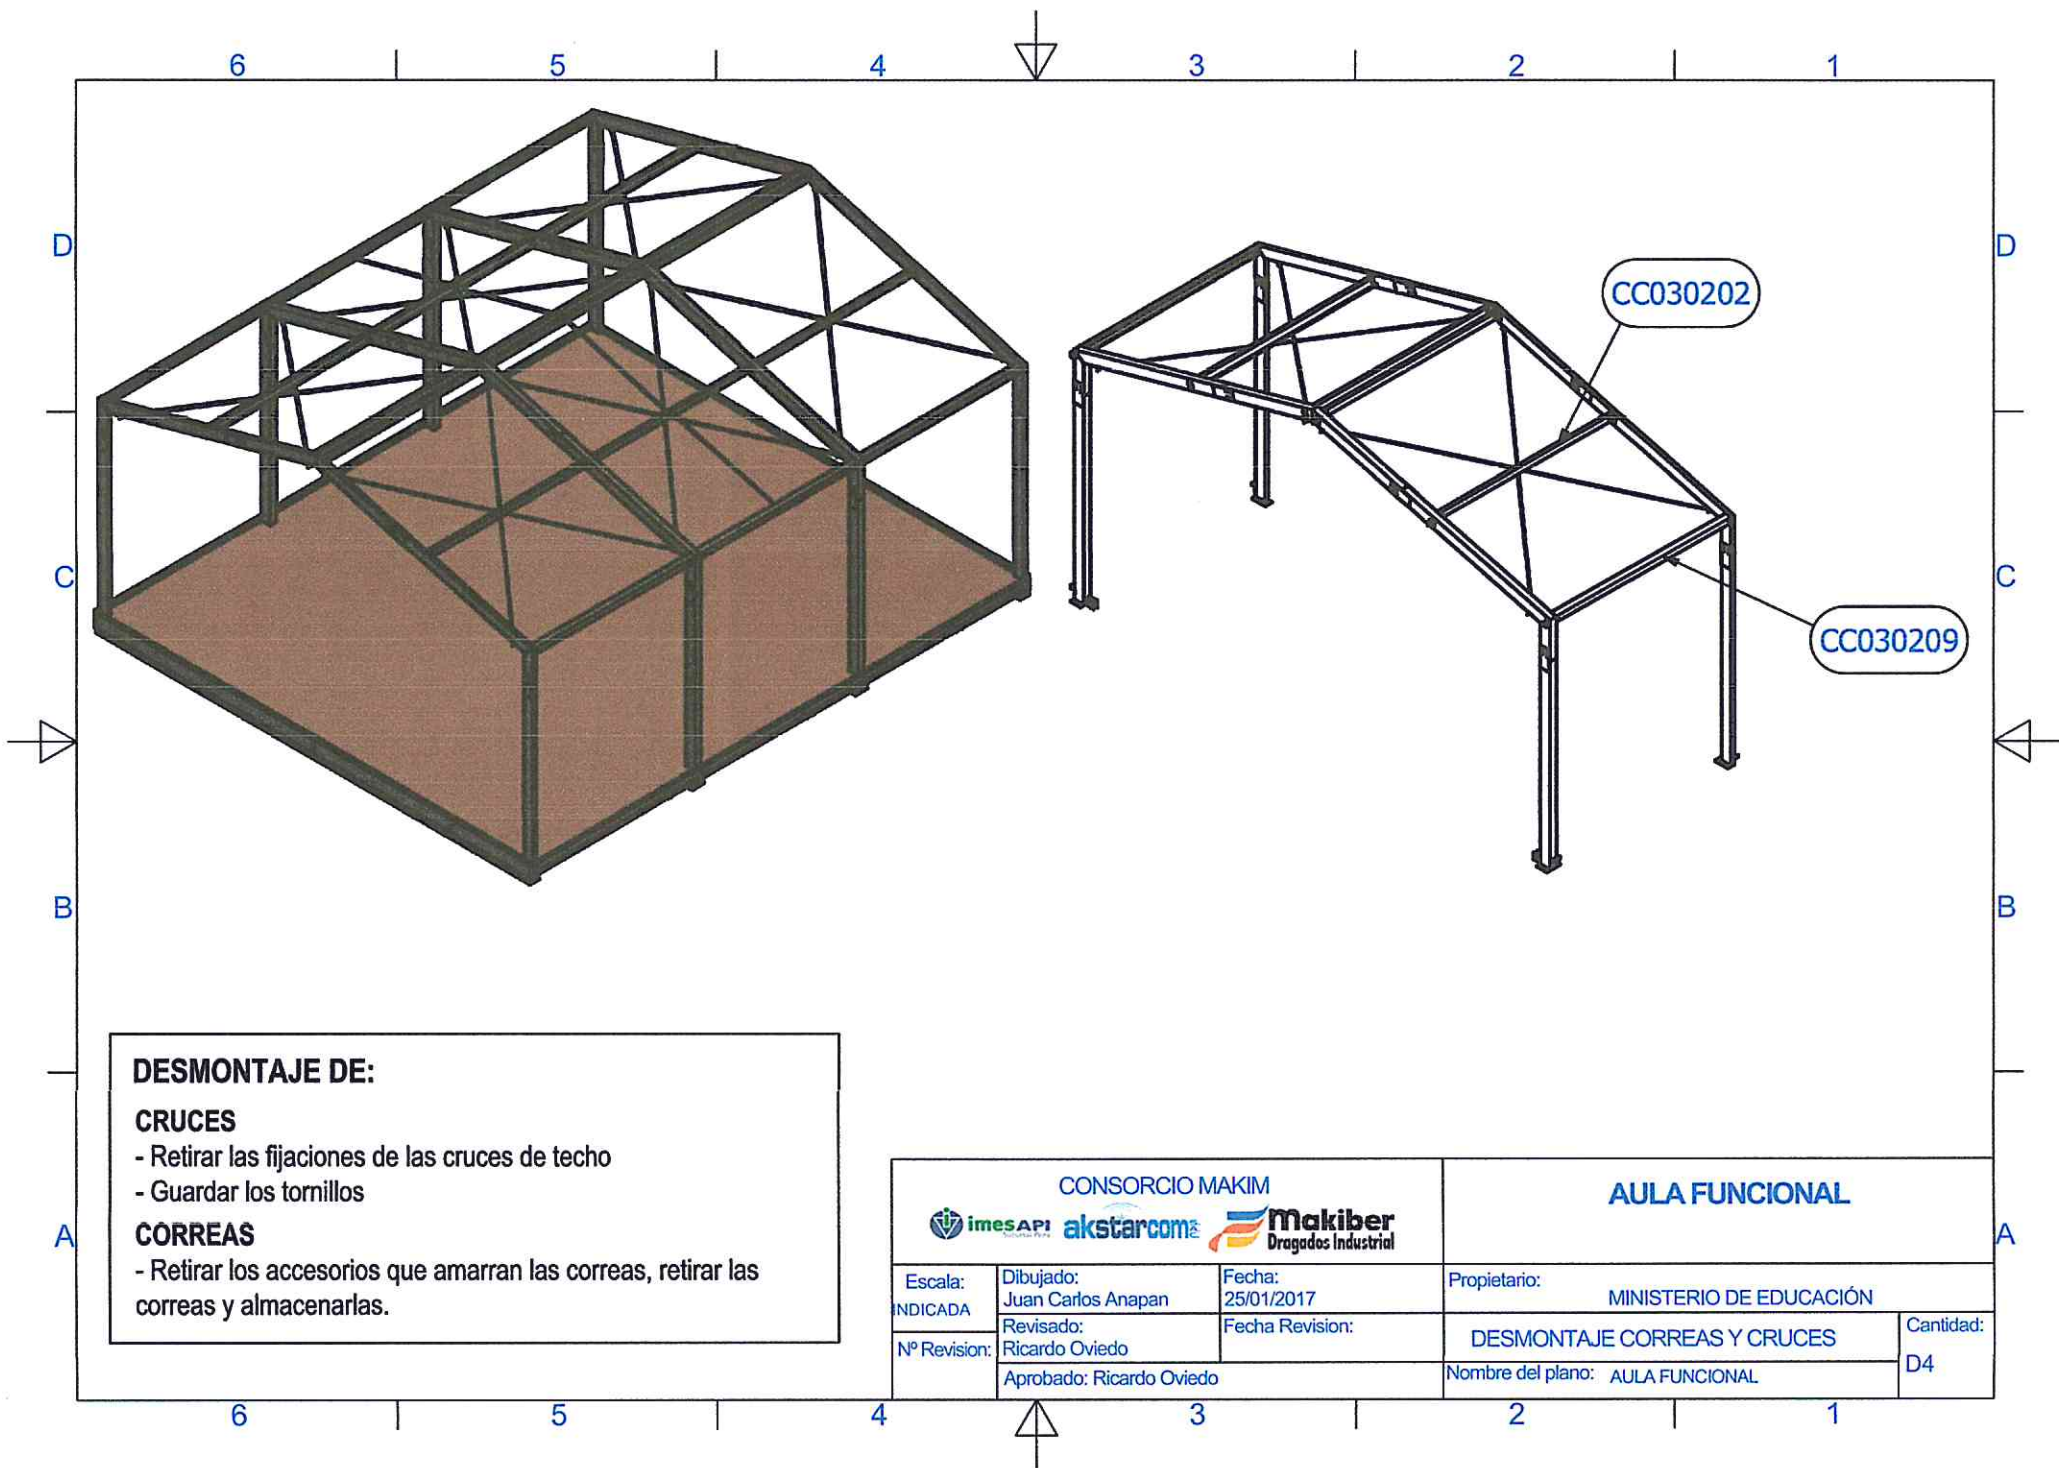 6 5 4 3 2 1
D
D
CC030202
C
C
CC030209
B
B
DESMONTAJE DE:
CRUCES
- Retirar las fijaciones de las cruces de techo
- Guardar los tornillos
CORREAS
- Retirar los accesorios que amarran las correas, retirar las
correas y almacenarlas.
A
A
CONSORCIO MAKIM
imesAPI
akstarcom
Makiber
Dragados Industrial
AULA FUNCIONAL
Escala:
INDICADA
Dibujado:
Juan Carlos Anapan
Fecha:
25/01/2017
Propietario:
MINISTERIO DE EDUCACIÓN
Nº Revision:
Revisado:
Ricardo Oviedo
Fecha Revision:
DESMONTAJE CORREAS Y CRUCES
Cantidad:
D4
Aprobado: Ricardo Oviedo
Nombre del plano: AULA FUNCIONAL
6 5 4 3 2 1